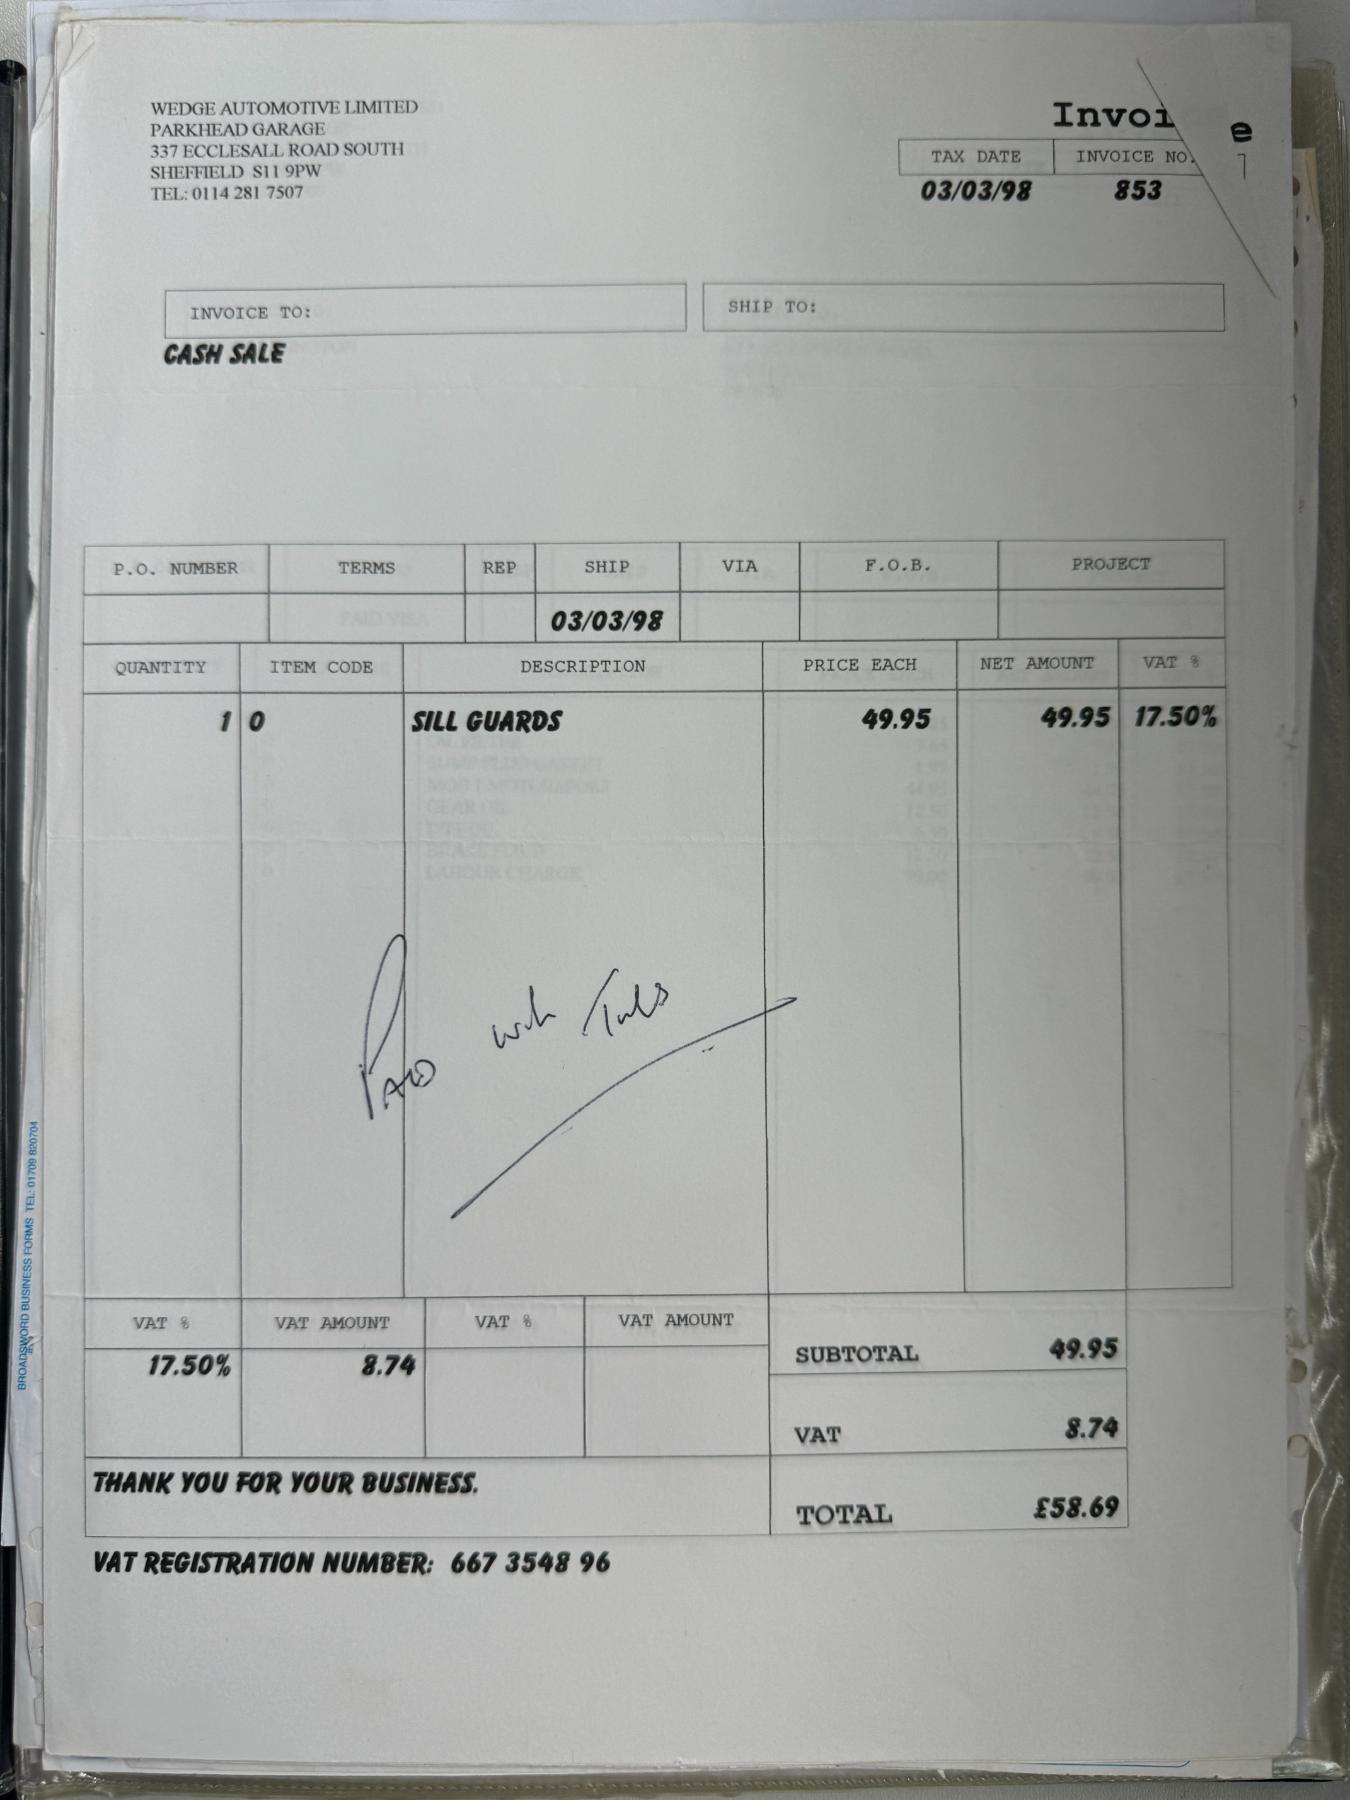 WEDGE AUTOMOTIVE LIMITED
PARKHEAD GARAGE
337 ECCLESALL ROAD SOUTH
SHEFFIELD S11 9PW
TEL: 0114 281 7507
Invoi e
TAX DATE INVOICE NO.
03/03/98 853
INVOICE TO: SHIP TO:
CASH SALE
P.O. NUMBER TERMS REP SHIP VIA F.O.B. PROJECT
03/03/98
QUANTITY ITEM CODE DESCRIPTION PRICE EACH NET AMOUNT VAT %
1 0 SILL GUARDS 49.95 49.95 17.50%
PAID with
VAT % VAT AMOUNT VAT % VAT AMOUNT
17.50% 8.74
SUBTOTAL 49.95
VAT 8.74
TOTAL £58.69
THANK YOU FOR YOUR BUSINESS.
VAT REGISTRATION NUMBER: 667 3548 96
BROADSWORD BUSINESS FORMS TEL: 01709 820704